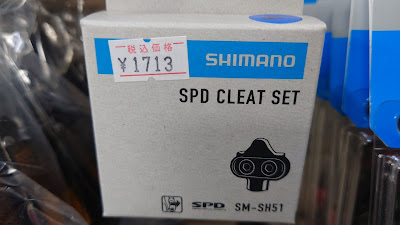 税込価格
¥1713
SHIMANO
SPD CLEAT SET
SPD SM-SH51